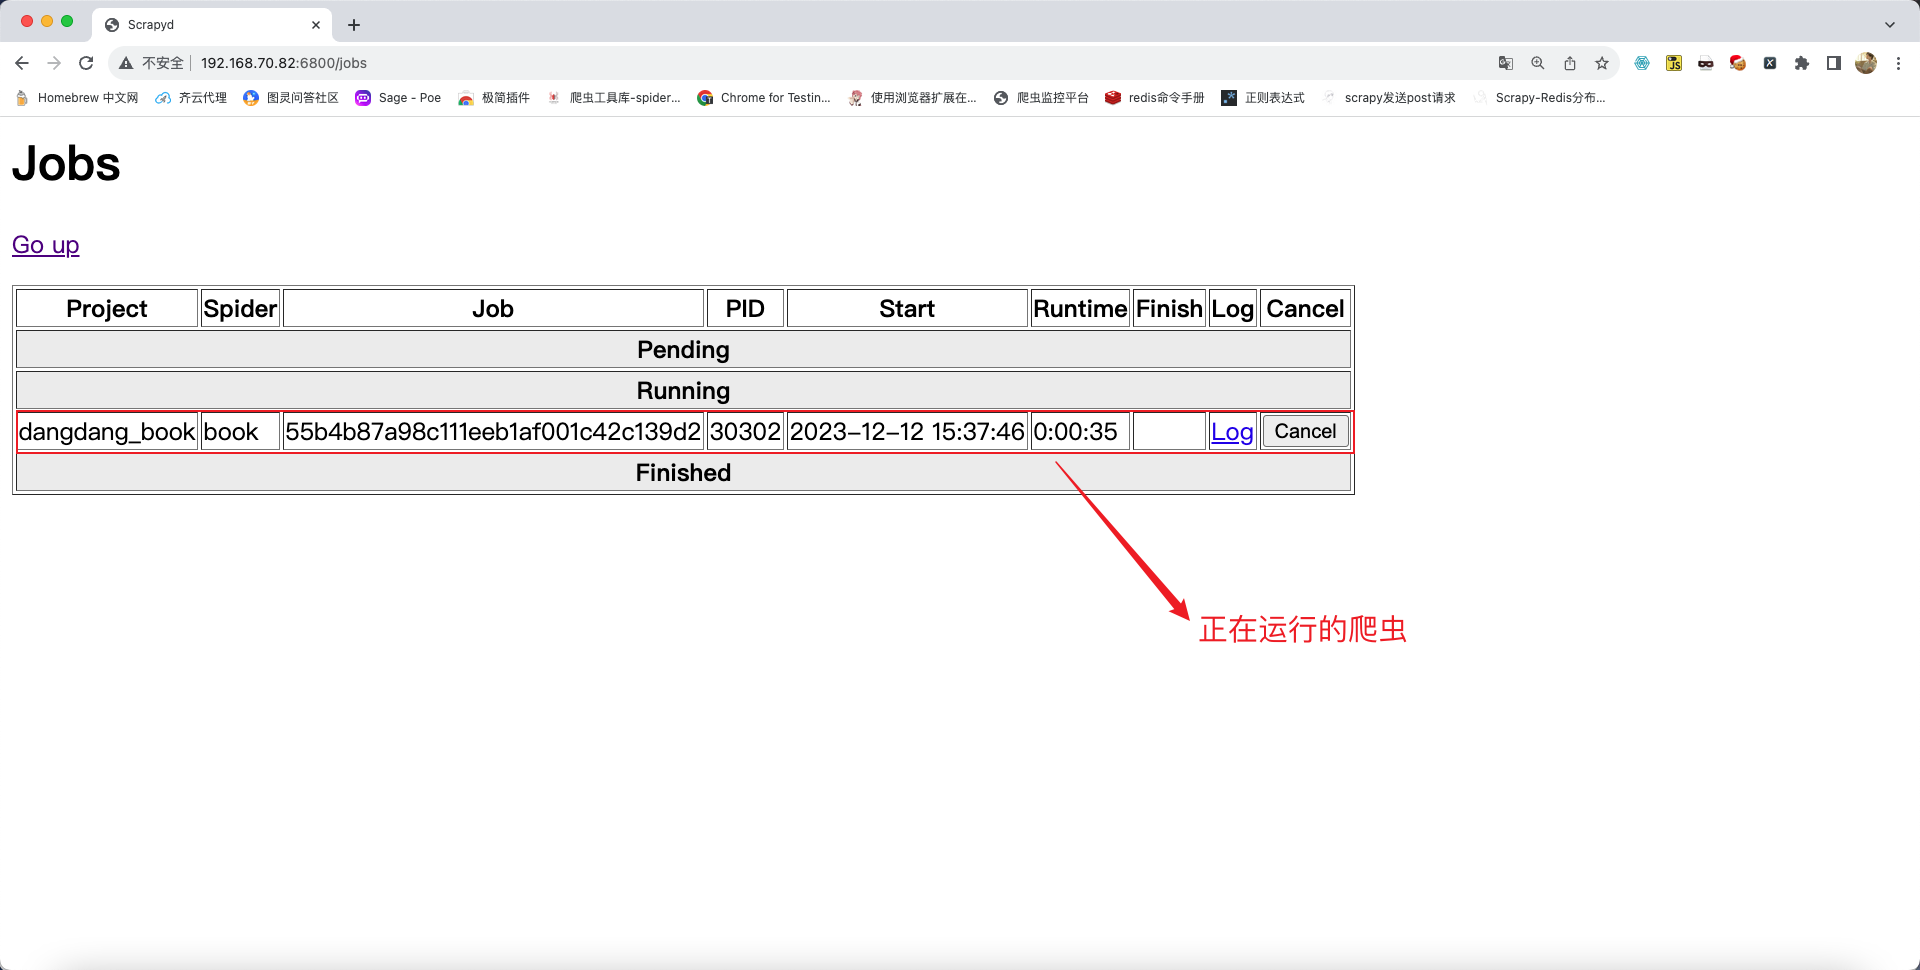 Scrapyd
不安全 192.168.70.82:6800/jobs
Homebrew 中文网 齐云代理 图灵问答社区 Sage - Poe 极简插件 爬虫工具库-spider... Chrome for Testin... 使用浏览器扩展在... 爬虫监控平台 redis命令手册 正则表达式 scrapy发送post请求 Scrapy-Redis分布...
Jobs
Go up
Project Spider Job PID Start Runtime Finish Log Cancel
Pending
Running
dangdang_book book 55b4b87a98c111eeb1af001c42c139d2 30302 2023-12-12 15:37:46 0:00:35 Log Cancel
Finished
正在运行的爬虫